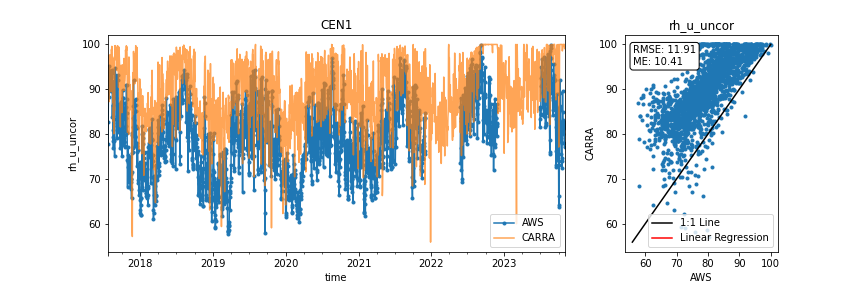 CEN1
rh_u_uncor
100
90
80
70
60
2018
2019
2020
2021
2022
2023
time
AWS
CARRA
rh_u_uncor
CARRA
100
90
80
70
60
RMSE: 11.91
ME: 10.41
1:1 Line
Linear Regression
60
70
80
90
100
AWS